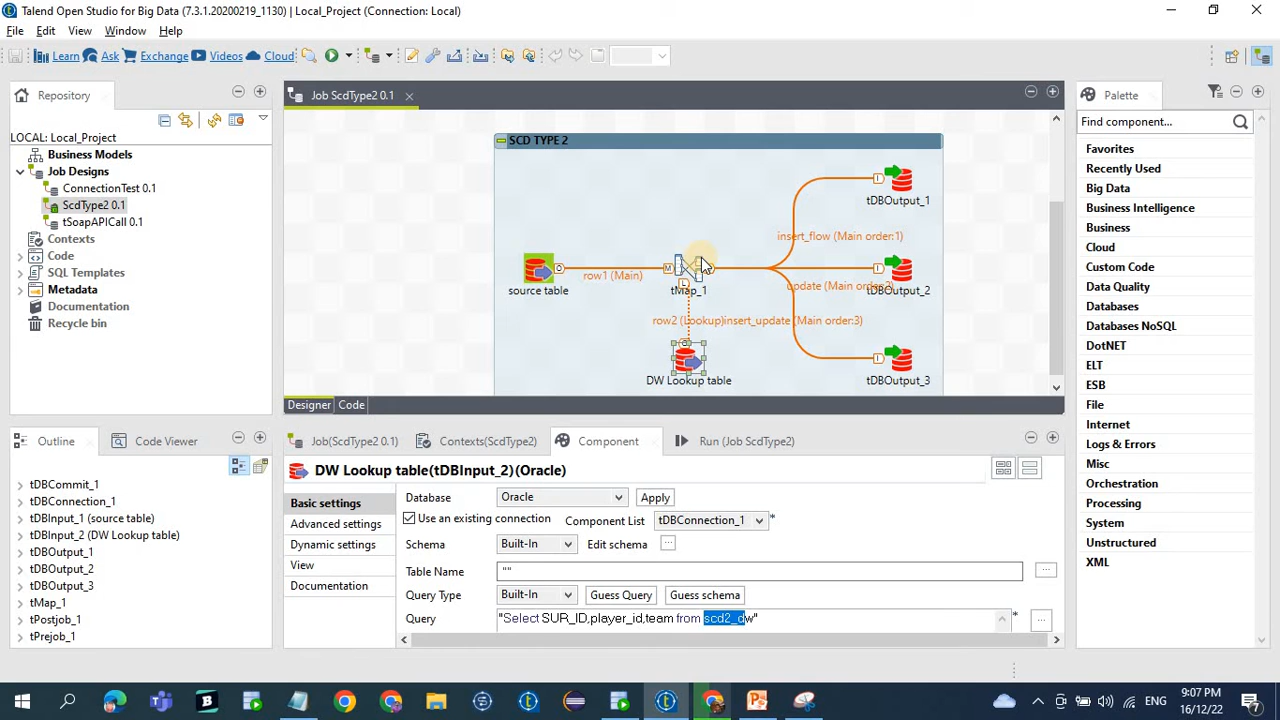 Talend Open Studio for Big Data (7.3.1.20200219_1130) | Local_Project (Connection: Local)
File Edit View Window Help
Learn Ask Exchange Videos Cloud
Repository
LOCAL: Local_Project
Business Models
Job Designs
ConnectionTest 0.1
ScdType2 0.1
tSoapAPICall 0.1
Contexts
Code
SQL Templates
Metadata
Documentation
Recycle bin
Job ScdType2 0.1
SCD TYPE 2
tDBOutput_1
insert_flow (Main order:1)
row1 (Main)
source table
tMap_1
update (Main order:2)
tDBOutput_2
row2 (Lookup)
insert_update (Main order:3)
DW Lookup table
tDBOutput_3
Designer Code
Palette
Find component...
Favorites
Recently Used
Big Data
Business Intelligence
Business
Cloud
Custom Code
Data Quality
Databases
Databases NoSQL
DotNET
ELT
ESB
File
Internet
Logs & Errors
Misc
Orchestration
Processing
System
Unstructured
XML
Outline Code Viewer
tDBCommit_1
tDBConnection_1
tDBInput_1 (source table)
tDBInput_2 (DW Lookup table)
tDBOutput_1
tDBOutput_2
tDBOutput_3
tMap_1
tPostjob_1
tPrejob_1
Job(ScdType2 0.1) Contexts(ScdType2) Component Run (Job ScdType2)
DW Lookup table(tDBInput_2)(Oracle)
Basic settings
Advanced settings
Dynamic settings
View
Documentation
Database Oracle Apply
Use an existing connection Component List tDBConnection_1 *
Schema Built-In Edit schema ...
Table Name "" ...
Query Type Built-In Guess Query Guess schema
Query "Select SUR_ID,player_id,team from scd2_dw" * ...
ENG
9:07 PM
16/12/22
7